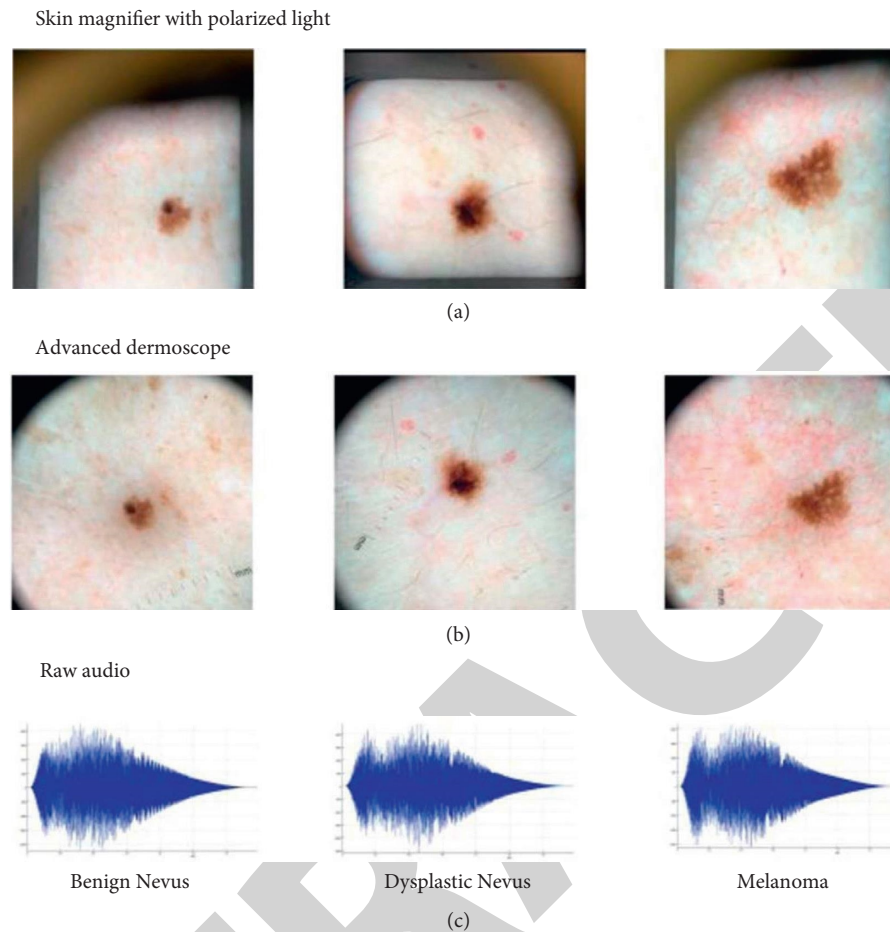 Skin magnifier with polarized light
(a)
Advanced dermoscope
(b)
Raw audio
Benign Nevus
Dysplastic Nevus
Melanoma
(c)